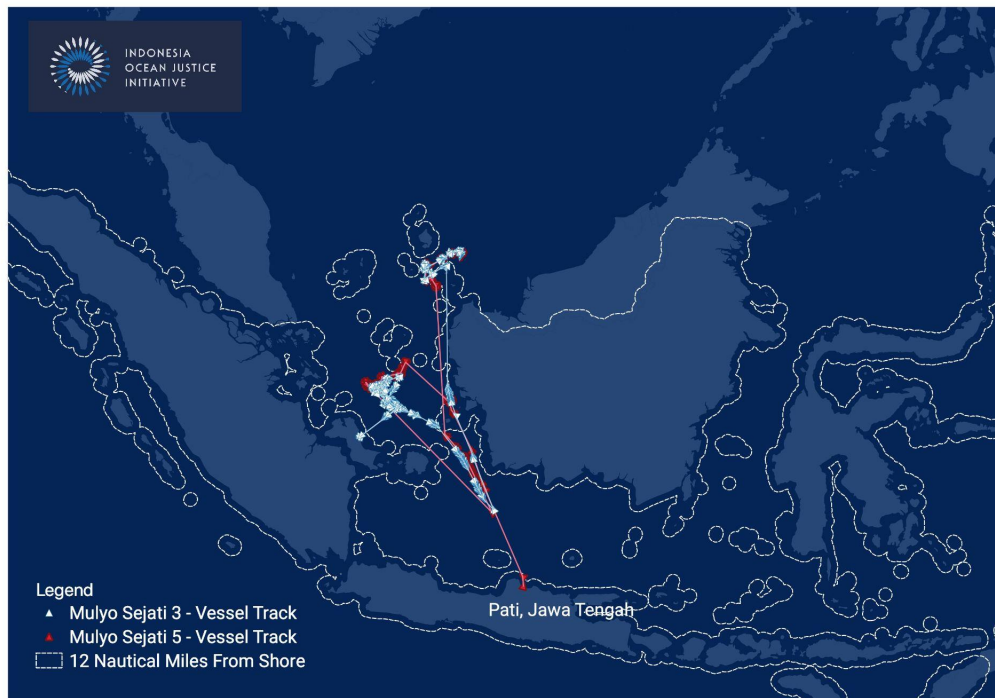 INDONESIA
OCEAN JUSTICE
INITIATIVE
Pati, Jawa Tengah
Legend
Mulyo Sejati 3 - Vessel Track
Mulyo Sejati 5 - Vessel Track
12 Nautical Miles From Shore